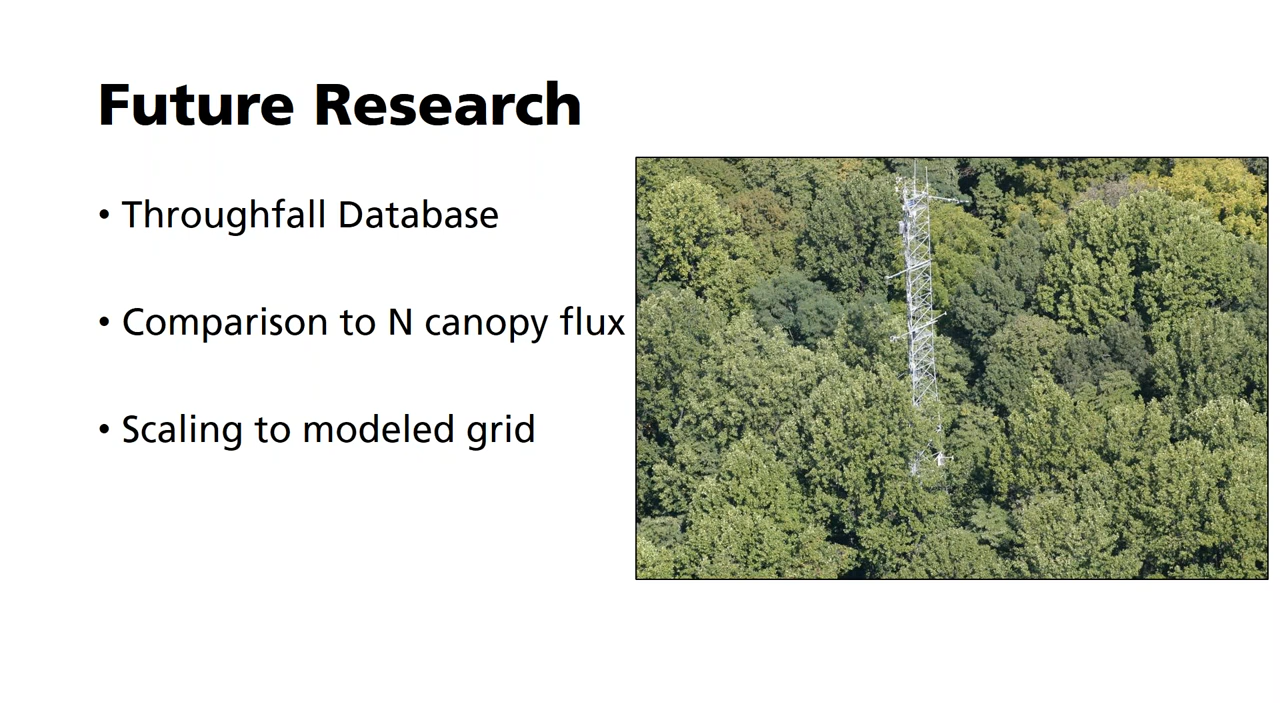 Future Research
• Throughfall Database
• Comparison to N canopy flux
• Scaling to modeled grid